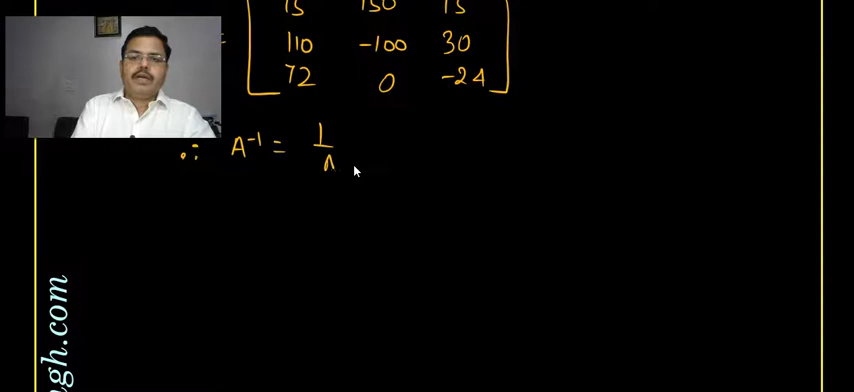 15 150 15
= 110 -100 30
72 0 -24
∴ A⁻¹ = 1/A
gh.com